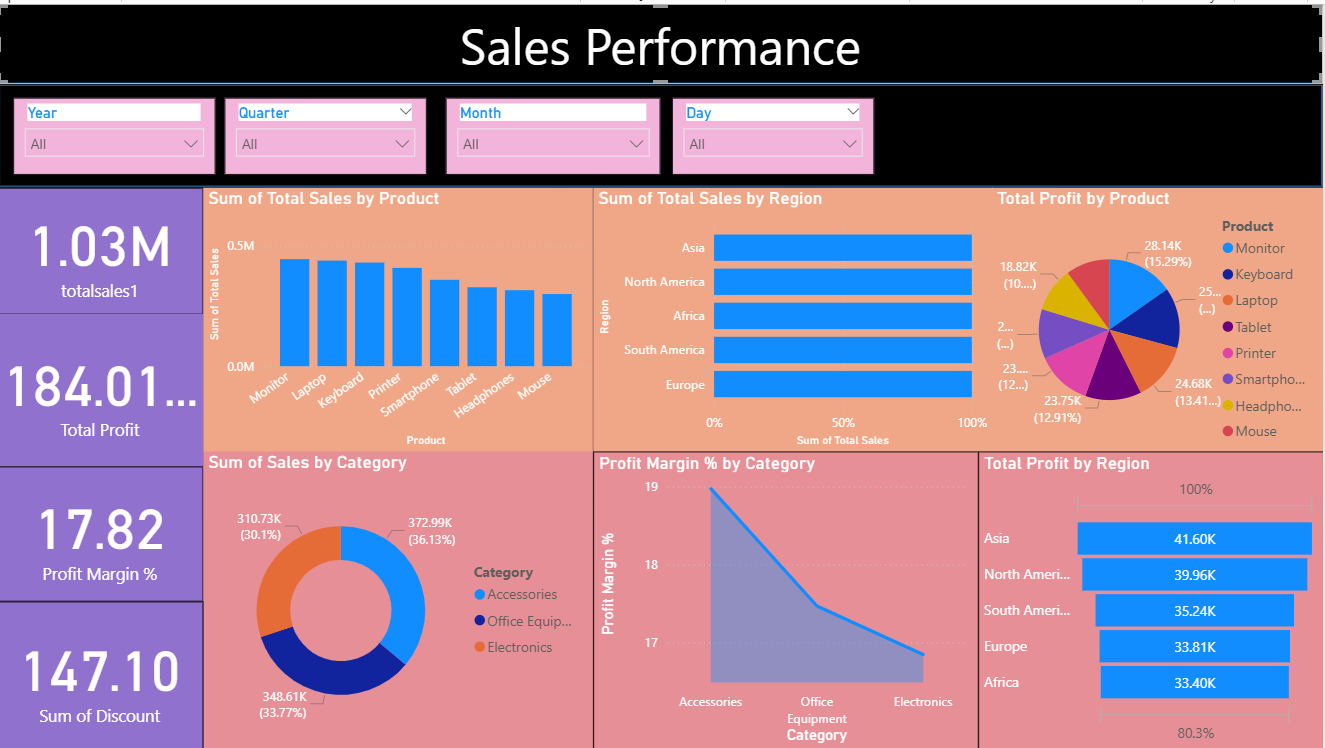 Sales Performance
Year
All
Quarter
All
Month
All
Day
All
1.03M
totalsales1
184.01...
Total Profit
17.82
Profit Margin %
147.10
Sum of Discount
Sum of Total Sales by Product
Sum of Total Sales
0.5M
0.0M
Monitor
Laptop
Keyboard
Printer
Smartphone
Tablet
Headphones
Mouse
Product
Sum of Total Sales by Region
Region
Asia
North America
Africa
South America
Europe
0%
50%
100%
Sum of Total Sales
Total Profit by Product
28.14K
(15.29%)
25...
(...)
24.68K
(13.41...)
23.75K
(12.91%)
23....
(12...)
2...
(...)
18.82K
(10....)
Product
Monitor
Keyboard
Laptop
Tablet
Printer
Smartpho...
Headpho...
Mouse
Sum of Sales by Category
310.73K
(30.1%)
372.99K
(36.13%)
348.61K
(33.77%)
Category
Accessories
Office Equip...
Electronics
Profit Margin % by Category
Profit Margin %
19
18
17
Accessories
Office
Equipment
Electronics
Category
Total Profit by Region
100%
Asia
41.60K
North Ameri...
39.96K
South Ameri...
35.24K
Europe
33.81K
Africa
33.40K
80.3%